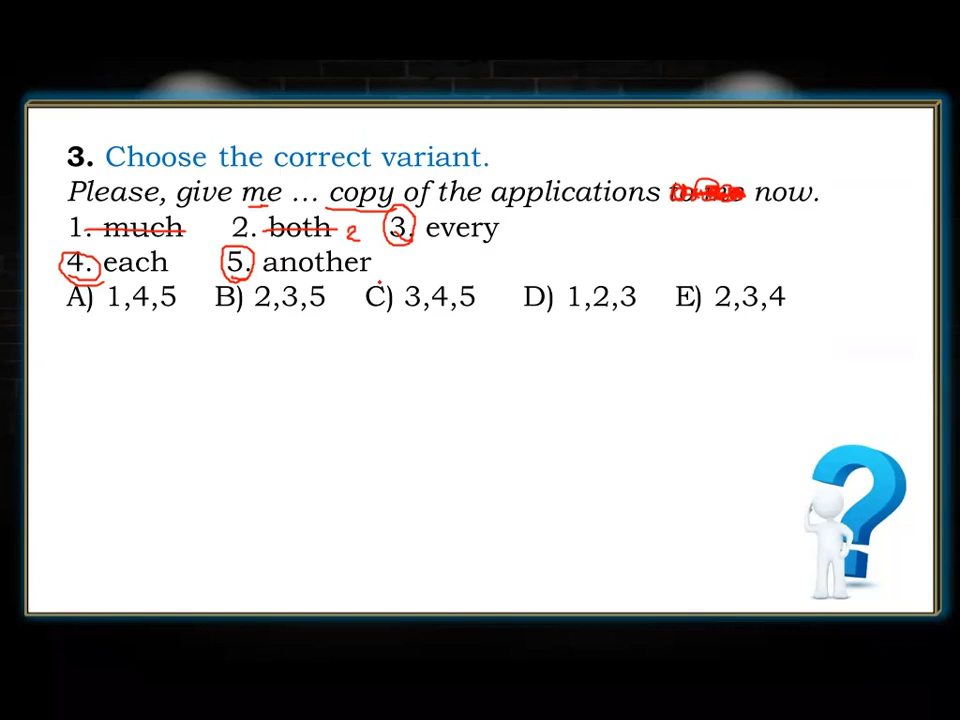 3. Choose the correct variant.
Please, give me ... copy of the applications now.
1. much 2. both 2 3. every
4. each 5. another
A) 1,4,5 B) 2,3,5 C) 3,4,5 D) 1,2,3 E) 2,3,4